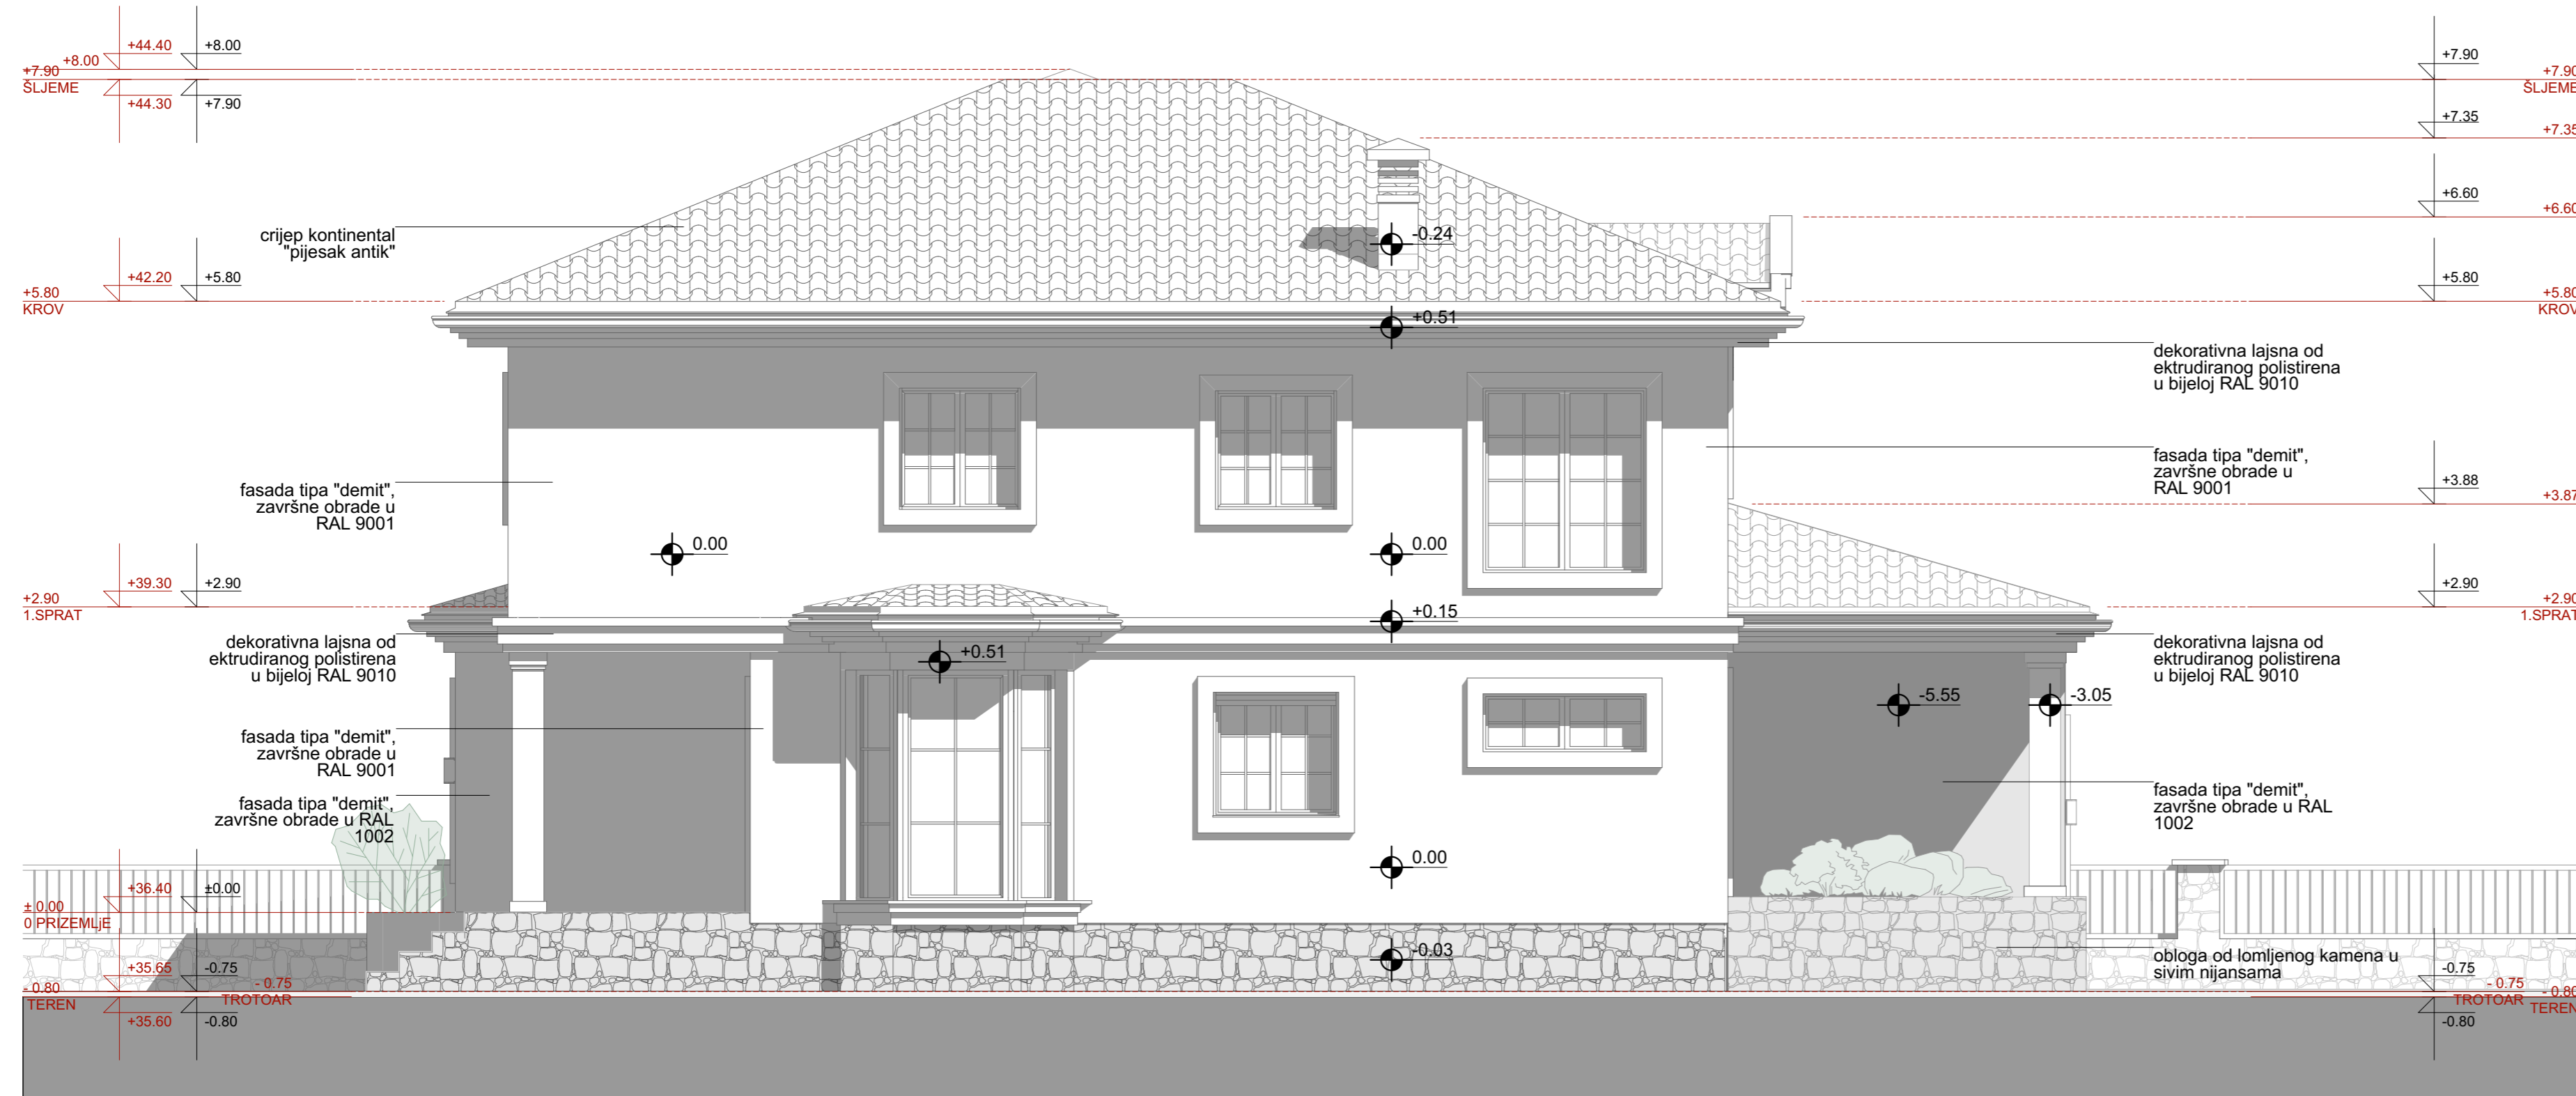 +44.40
+8.00
+8.00
+7.90
ŠLJEME
+44.30
+7.90
+7.90
+7.90
ŠLJEME
+7.35
+7.35
crijep kontinental
"pijesak antik"
-0.24
+6.60
+6.60
+42.20
+5.80
+5.80
KROV
+0.51
+5.80
+5.80
KROV
dekorativna lajsna od
ektrudiranog polistirena
u bijeloj RAL 9010
fasada tipa "demit",
završne obrade u
RAL 9001
fasada tipa "demit",
završne obrade u
RAL 9001
+3.88
+3.87
0.00
0.00
+39.30
+2.90
+2.90
1.SPRAT
+0.15
+2.90
+2.90
1.SPRAT
dekorativna lajsna od
ektrudiranog polistirena
u bijeloj RAL 9010
+0.51
dekorativna lajsna od
ektrudiranog polistirena
u bijeloj RAL 9010
-5.55
-3.05
fasada tipa "demit",
završne obrade u
RAL 9001
fasada tipa "demit",
završne obrade u RAL
1002
fasada tipa "demit",
završne obrade u RAL
1002
0.00
+36.40
±0.00
± 0.00
0 PRIZEMLjE
-0.03
obloga od lomljenog kamena u
sivim nijansama
+35.65
-0.75
- 0.80
TEREN
- 0.75
TROTOAR
+35.60
-0.80
-0.75
- 0.75
TROTOAR
- 0.80
TEREN
-0.80